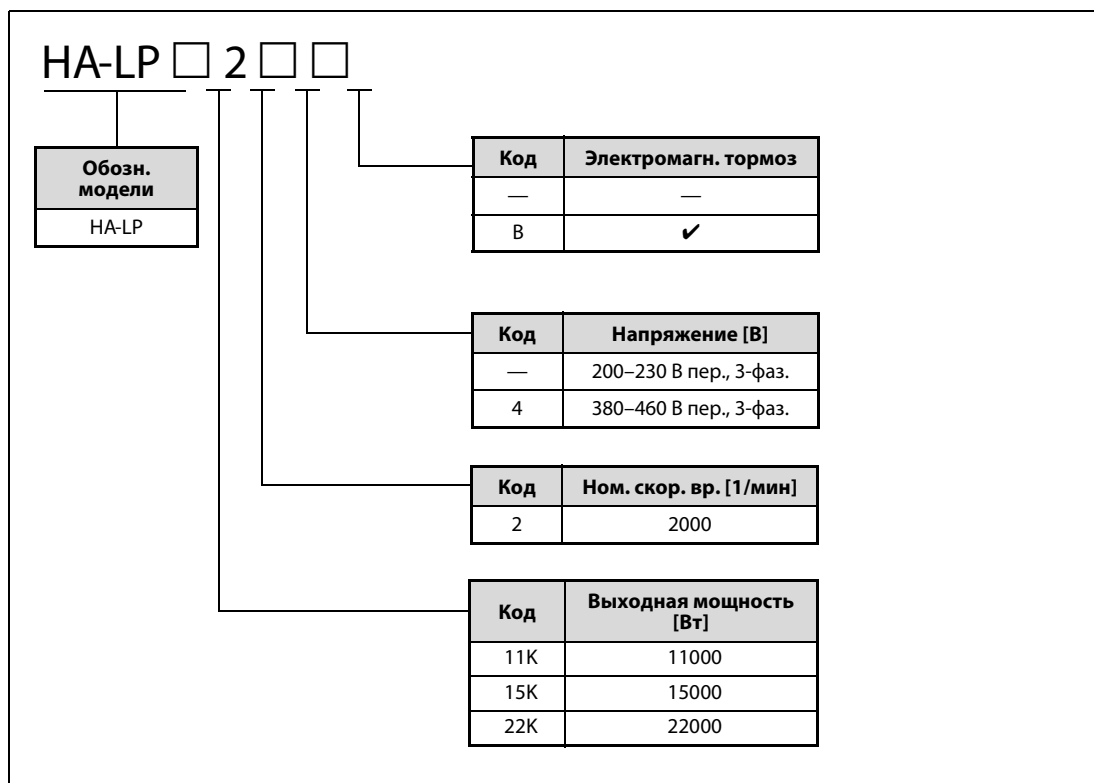 HA-LP □ 2 □ □
Обозн.
модели
HA-LP
Код Электромагн. тормоз
— —
B ✔
Код Напряжение [В]
— 200–230 В пер., 3-фаз.
4 380–460 В пер., 3-фаз.
Код Ном. скор. вр. [1/мин]
2 2000
Код Выходная мощность
[Вт]
11K 11000
15K 15000
22K 22000